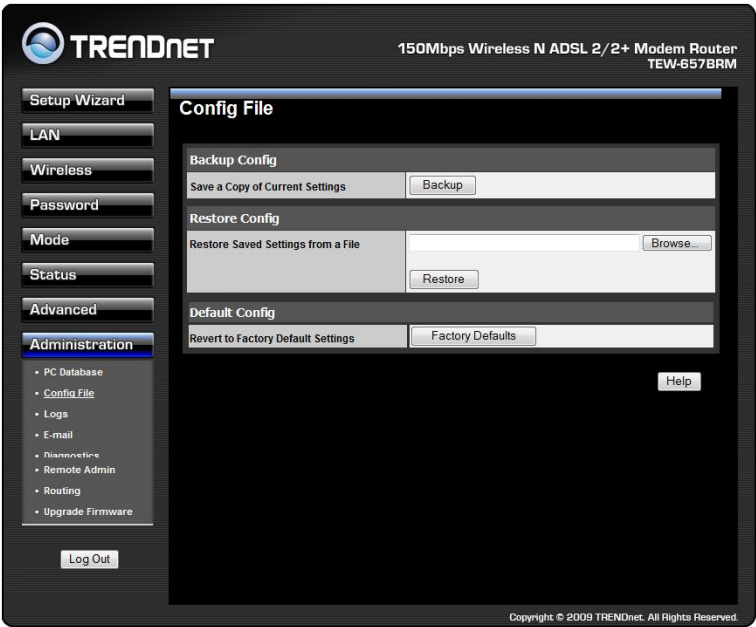 TRENDNET
150Mbps Wireless N ADSL 2/2+ Modem Router
TEW-657BRM
Setup Wizard
LAN
Wireless
Password
Mode
Status
Advanced
Administration
• PC Database
• Config File
• Logs
• E-mail
• Diagnostics
• Remote Admin
• Routing
• Upgrade Firmware
Log Out
Config File
Backup Config
Save a Copy of Current Settings
Backup
Restore Config
Restore Saved Settings from a File
Browse...
Restore
Default Config
Revert to Factory Default Settings
Factory Defaults
Help
Copyright © 2009 TRENDnet. All Rights Reserved.